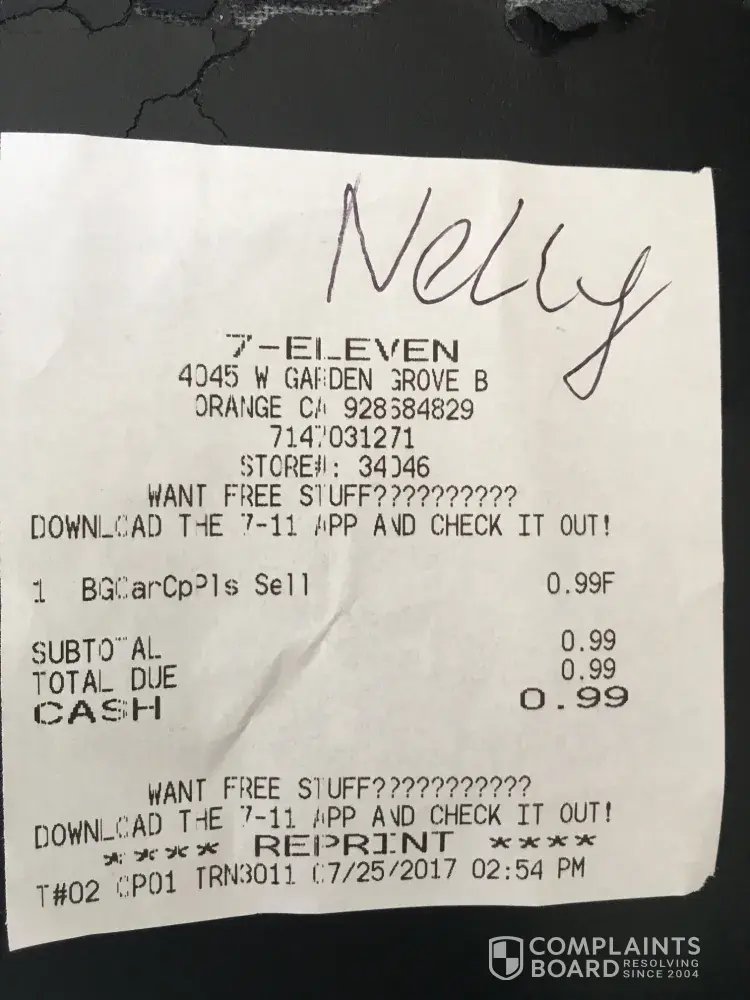 Nelly
7-ELEVEN
4045 W GARDEN GROVE B
ORANGE CA 928684829
7147031271
STORE#: 34046
WANT FREE STUFF??????????
DOWNLOAD THE 7-11 APP AND CHECK IT OUT!
1 BGCarCpPls Sell 0.99F
SUBTOTAL 0.99
TOTAL DUE 0.99
CASH 0.99
WANT FREE STUFF???????????
DOWNLOAD THE 7-11 APP AND CHECK IT OUT!
**** REPRINT ****
T#02 CP01 TRN3011 07/25/2017 02:54 PM
COMPLAINTS
BOARD RESOLVING
SINCE 2004